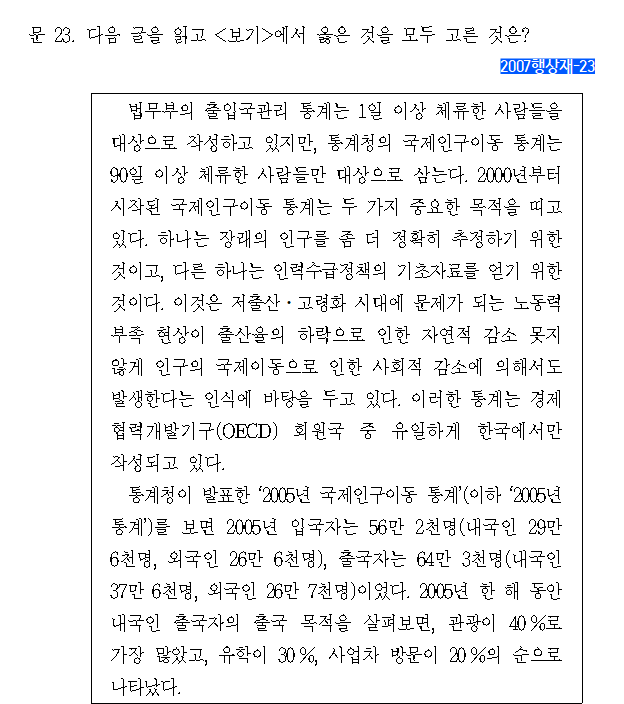 문 23. 다음 글을 읽고 <보기>에서 옳은 것을 모두 고른 것은?
2007행상재-23
법무부의 출입국관리 통계는 1일 이상 체류한 사람들을
대상으로 작성하고 있지만, 통계청의 국제인구이동 통계는
90일 이상 체류한 사람들만 대상으로 삼는다. 2000년부터
시작된 국제인구이동 통계는 두 가지 중요한 목적을 띠고
있다. 하나는 장래의 인구를 좀 더 정확히 추정하기 위한
것이고, 다른 하나는 인력수급정책의 기초자료를 얻기 위한
것이다. 이것은 저출산·고령화 시대에 문제가 되는 노동력
부족 현상이 출산율의 하락으로 인한 자연적 감소 못지
않게 인구의 국제이동으로 인한 사회적 감소에 의해서도
발생한다는 인식에 바탕을 두고 있다. 이러한 통계는 경제
협력개발기구(OECD) 회원국 중 유일하게 한국에서만
작성되고 있다.
통계청이 발표한 ‘2005년 국제인구이동 통계’(이하 ‘2005년
통계’)를 보면 2005년 입국자는 56만 2천명(내국인 29만
6천명, 외국인 26만 6천명), 출국자는 64만 3천명(내국인
37만 6천명, 외국인 26만 7천명)이었다. 2005년 한 해 동안
내국인 출국자의 출국 목적을 살펴보면, 관광이 40%로
가장 많았고, 유학이 30%, 사업차 방문이 20%의 순으로
나타났다.